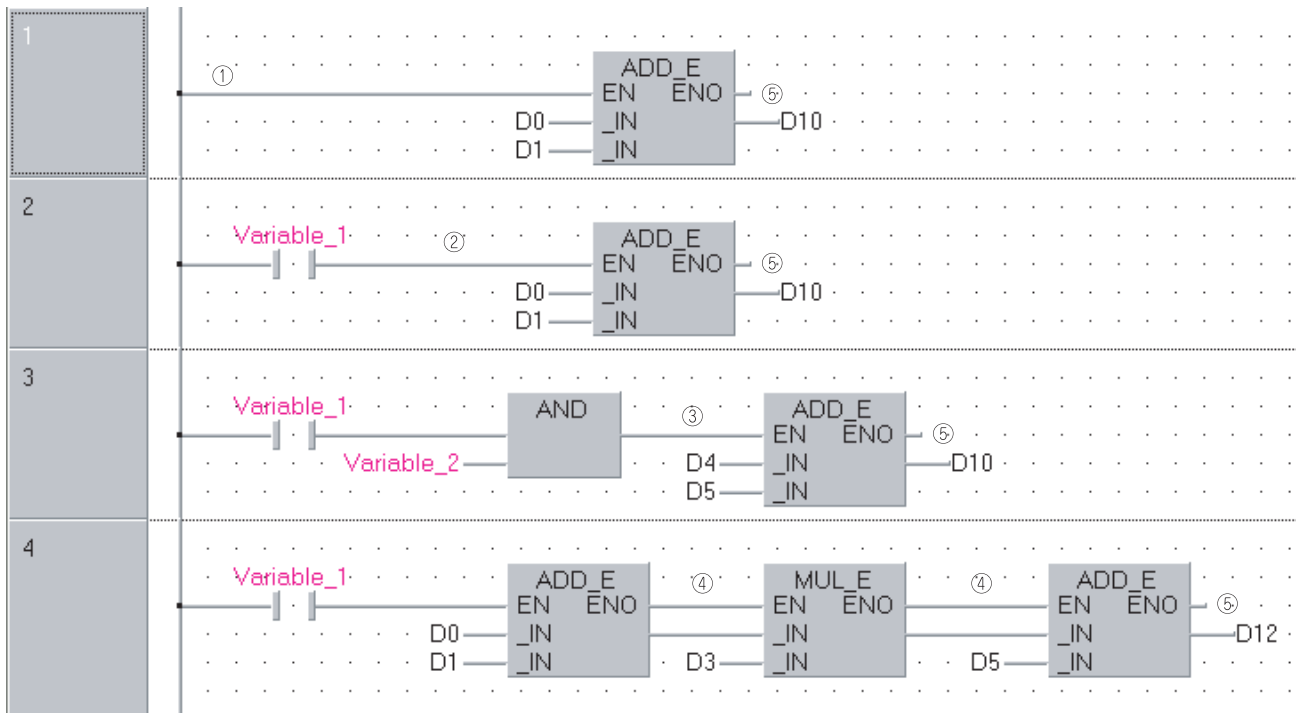 1
①
ADD_E
EN ENO ⑤
D0 _IN D10
D1 _IN
2
Variable_1 ② ADD_E
EN ENO ⑤
D0 _IN D10
D1 _IN
3
Variable_1 AND ③ ADD_E
EN ENO ⑤
Variable_2 D4 _IN D10
D5 _IN
4
Variable_1 ADD_E ④ MUL_E ④ ADD_E
EN ENO EN ENO EN ENO ⑤
D0 _IN _IN _IN D12
D1 _IN D3 _IN D5 _IN